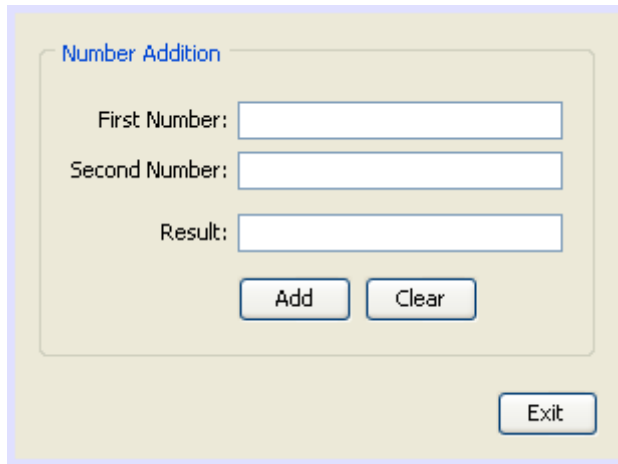 Number Addition
First Number:
Second Number:
Result:
Add Clear
Exit